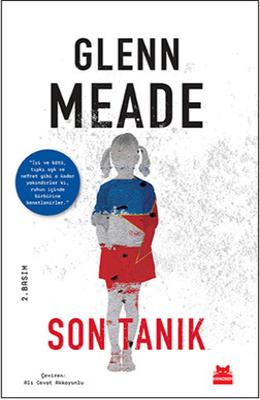 GLENN
MEADE
"İyi ve kötü,
tıpkı aşk ve
nefret gibi o kadar
yakındırlar ki,
ruhun içinde
birbirine
kenetlenirler."
2. BASIM
SON TANIK
Çeviren:
Ali Cevat Akkoyunlu